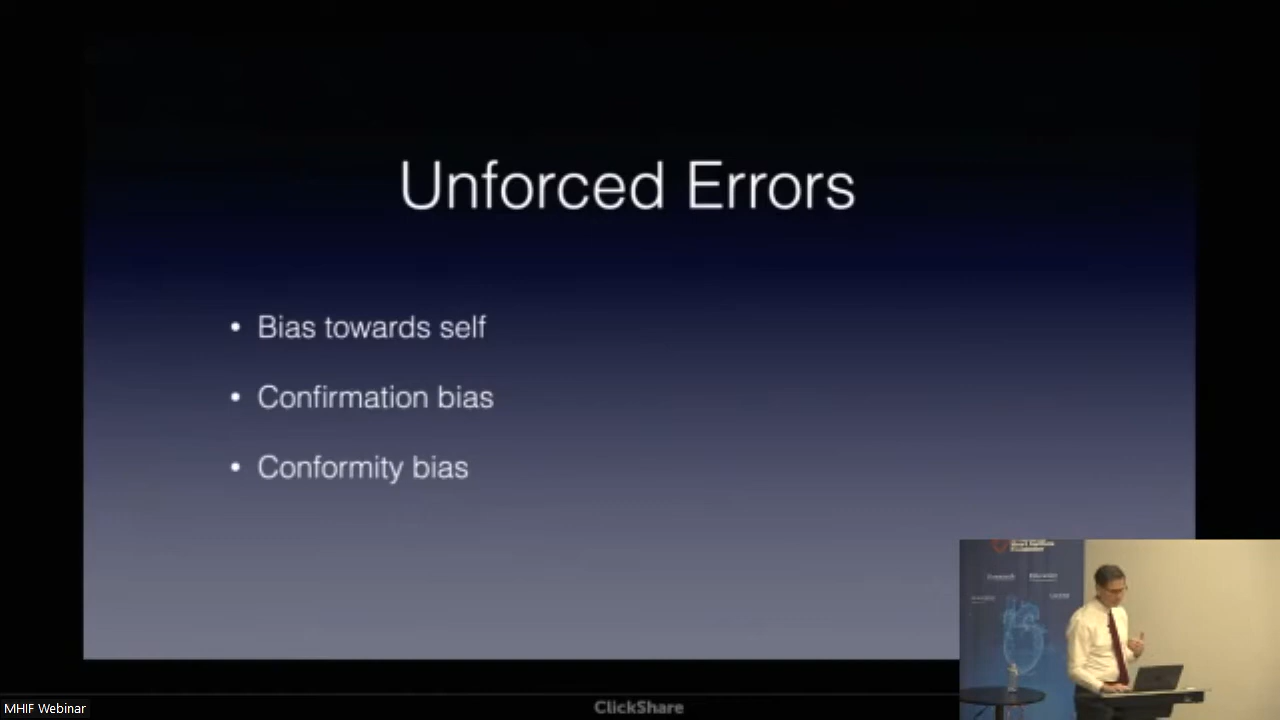 Unforced Errors
• Bias towards self
• Confirmation bias
• Conformity bias
MHIF Webinar
ClickShare